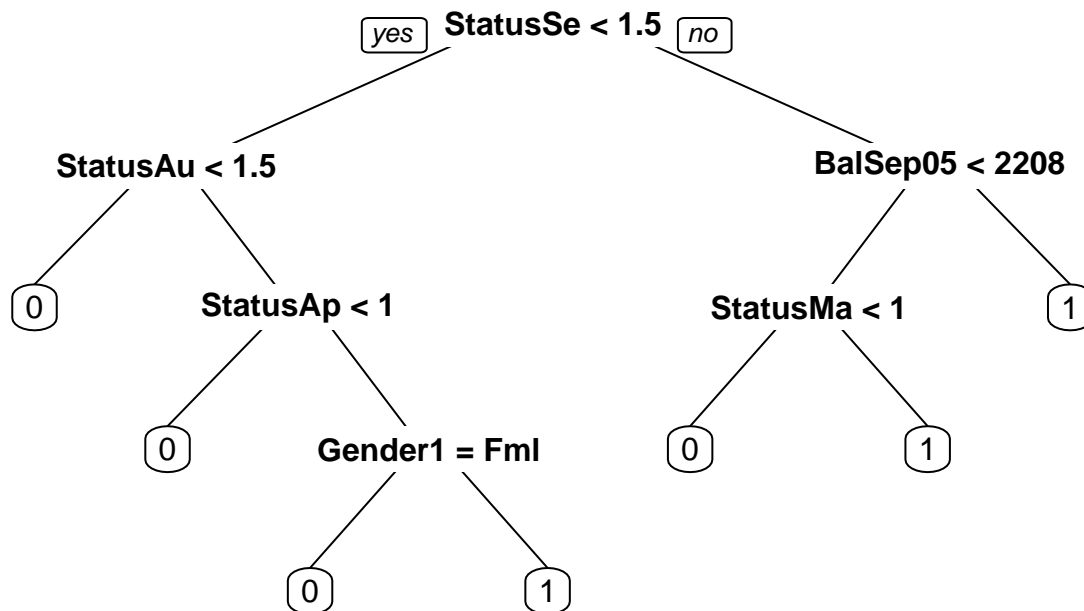 yes StatusSe < 1.5 no
StatusAu < 1.5 BalSep05 < 2208
0 StatusAp < 1 StatusMa < 1 1
0 Gender1 = Fml 0 1
0 1